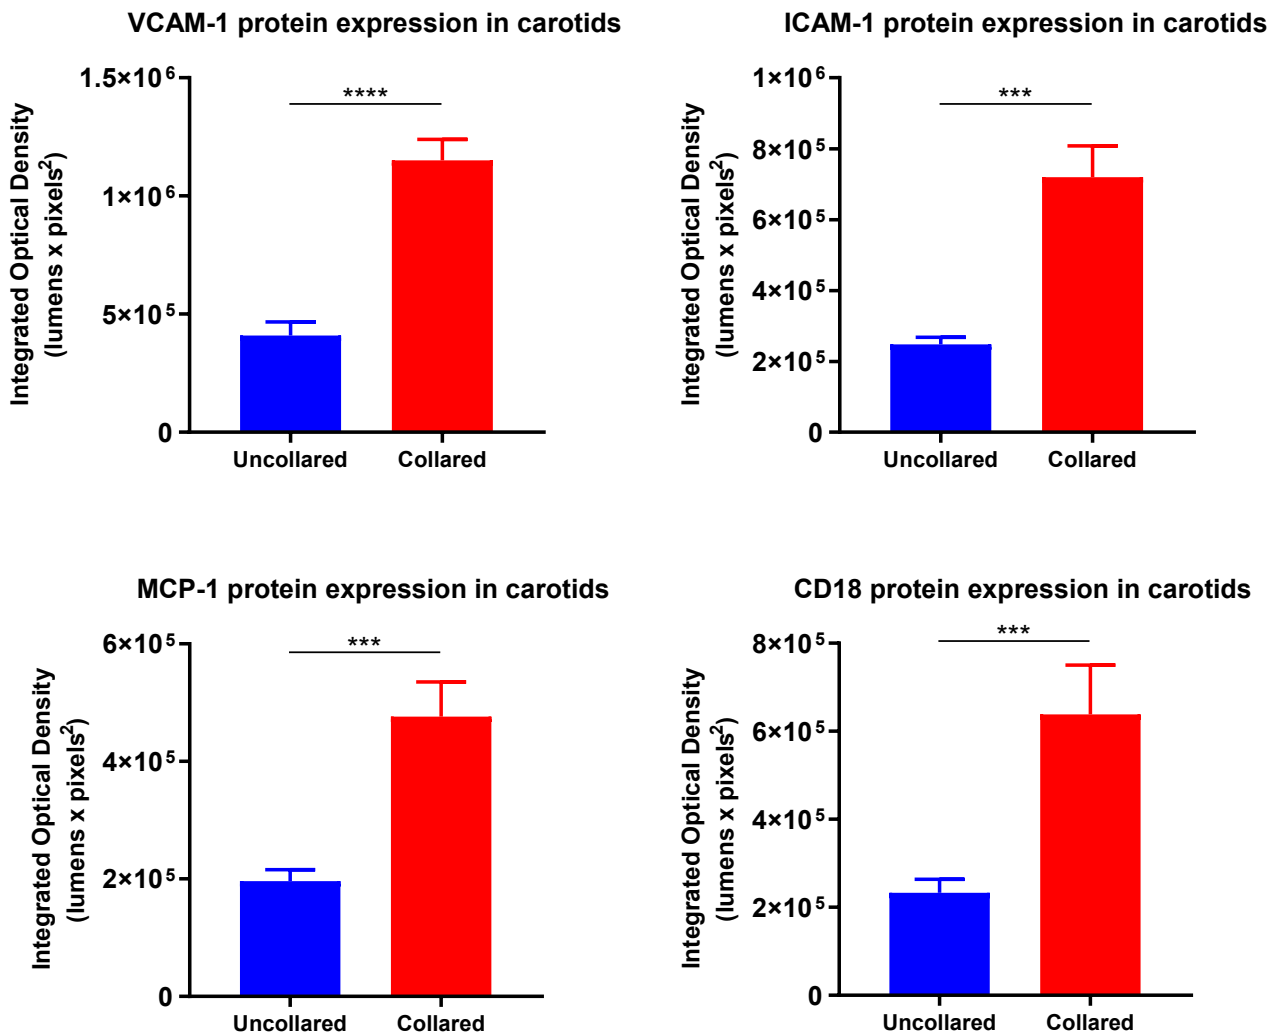 VCAM-1 protein expression in carotids
Integrated Optical Density
(lumens x pixels²)
1.5×10⁶
1×10⁶
5×10⁵
0
****
Uncollared
Collared
ICAM-1 protein expression in carotids
Integrated Optical Density
(lumens x pixels²)
1×10⁶
8×10⁵
6×10⁵
4×10⁵
2×10⁵
0
***
Uncollared
Collared
MCP-1 protein expression in carotids
Integrated Optical Density
(lumens x pixels²)
6×10⁵
4×10⁵
2×10⁵
0
***
Uncollared
Collared
CD18 protein expression in carotids
Integrated Optical Density
(lumens x pixels²)
8×10⁵
6×10⁵
4×10⁵
2×10⁵
0
***
Uncollared
Collared